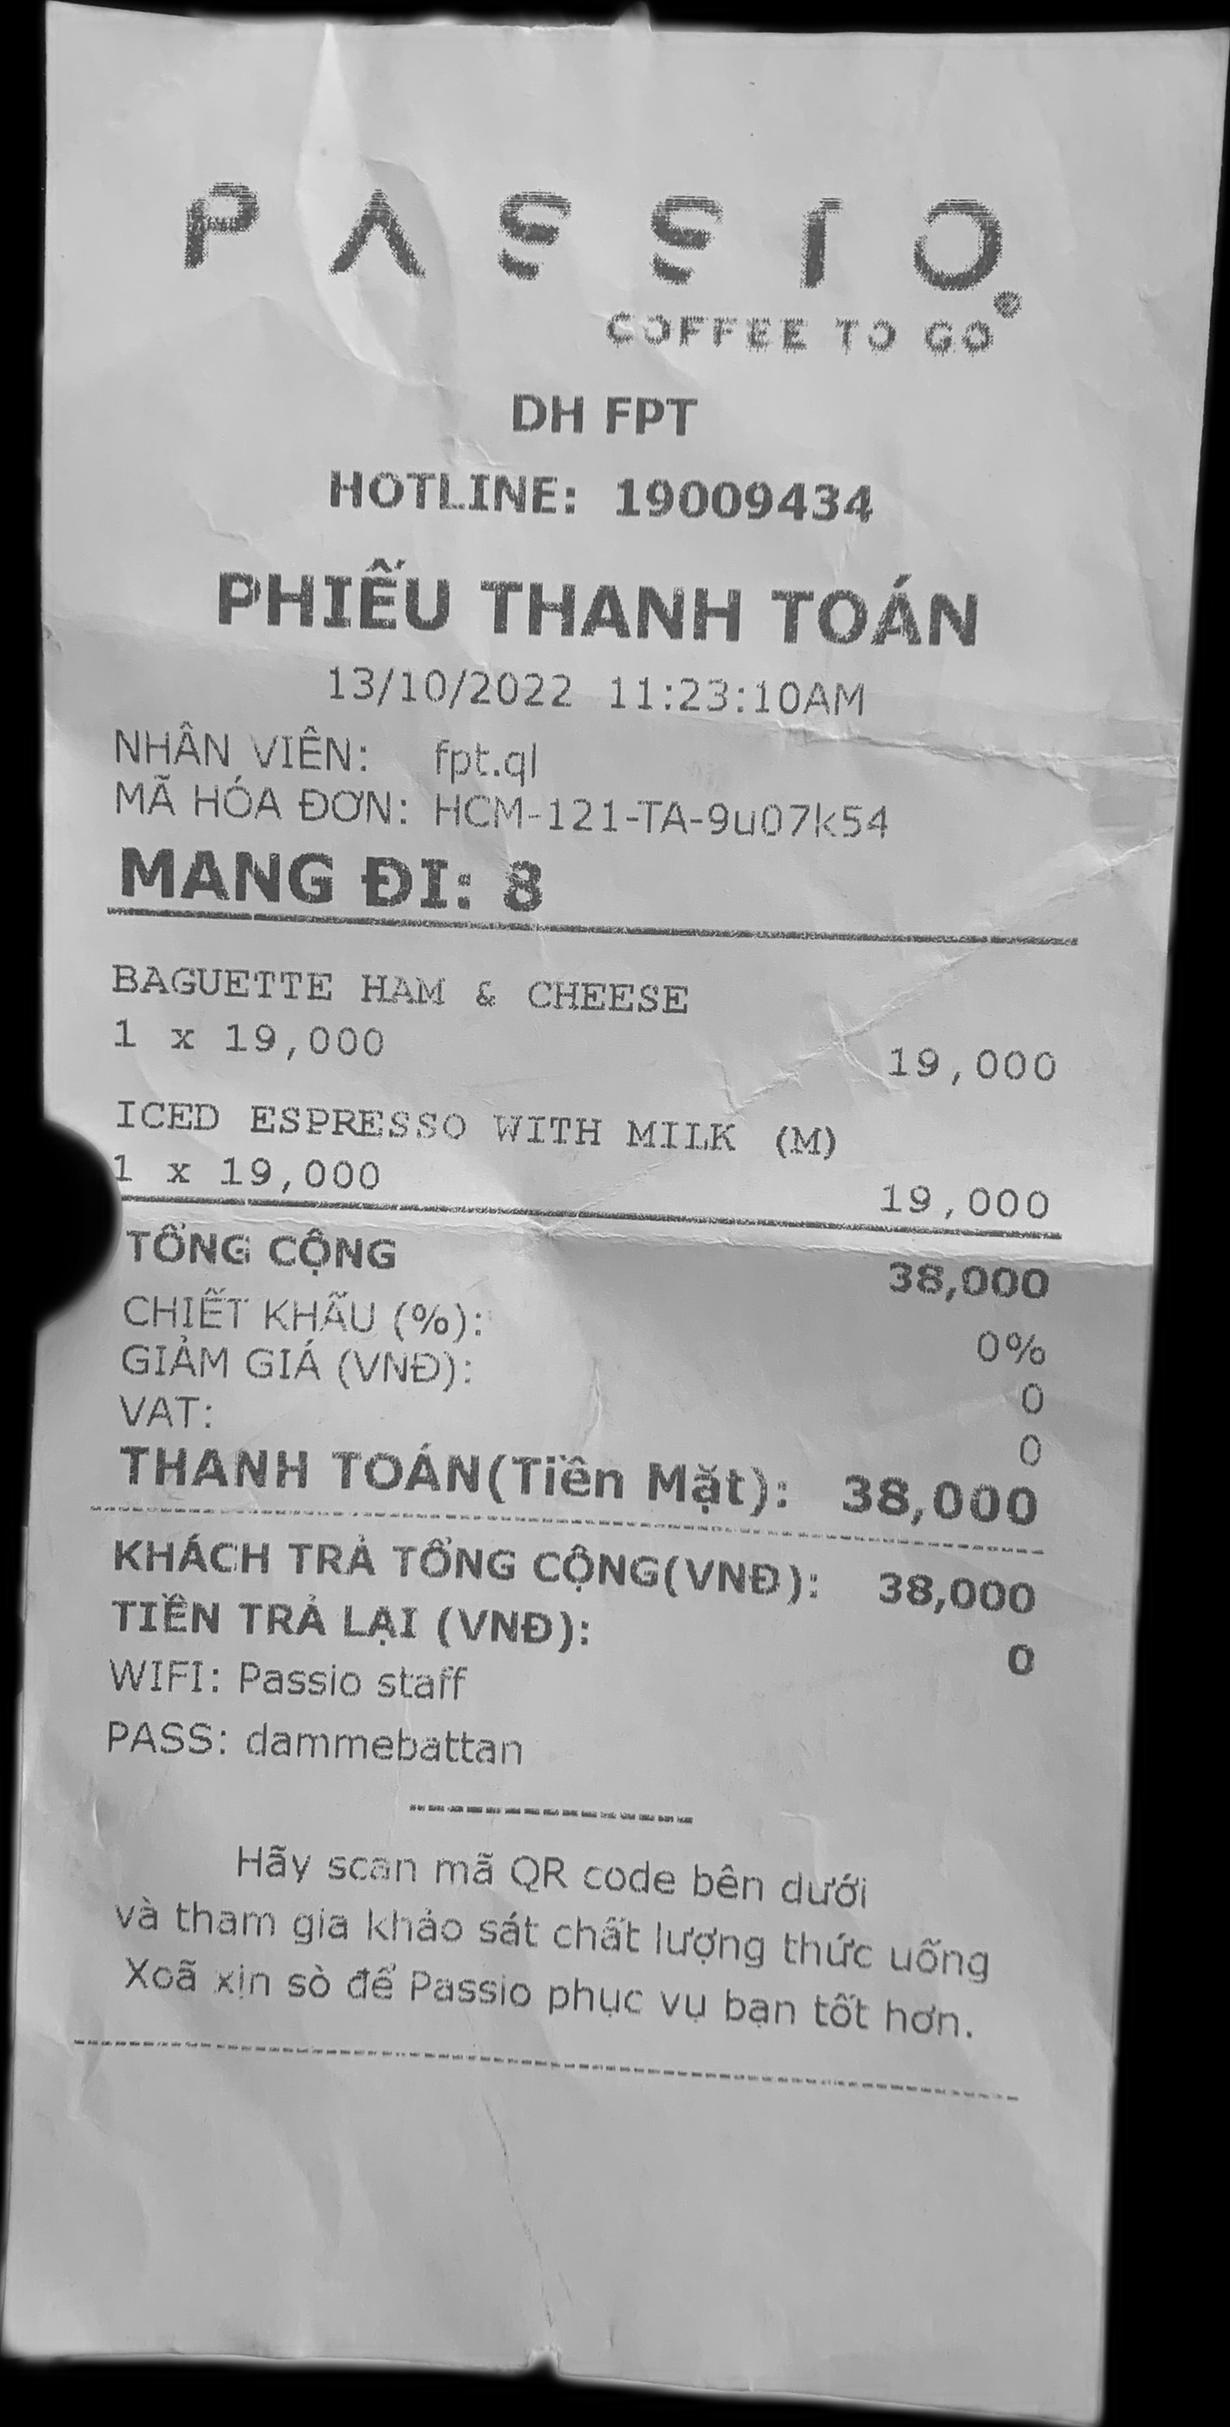 PASSIO
COFFEE TO GO
DH FPT
HOTLINE: 19009434
PHIẾU THANH TOÁN
13/10/2022 11:23:10AM
NHÂN VIÊN: fpt.ql
MÃ HÓA ĐƠN: HCM-121-TA-9u07k54
MANG ĐI: 8
BAGUETTE HAM & CHEESE
1 x 19,000 19,000
ICED ESPRESSO WITH MILK (M)
1 x 19,000 19,000
TỔNG CỘNG 38,000
CHIẾT KHẤU (%): 0%
GIẢM GIÁ (VNĐ): 0
VAT: 0
THANH TOÁN(Tiền Mặt): 38,000
KHÁCH TRẢ TỔNG CỘNG(VNĐ): 38,000
TIỀN TRẢ LẠI (VNĐ): 0
WIFI: Passio staff
PASS: dammebattan
Hãy scan mã QR code bên dưới
và tham gia khảo sát chất lượng thức uống
Xoã xịn sò để Passio phục vụ bạn tốt hơn.